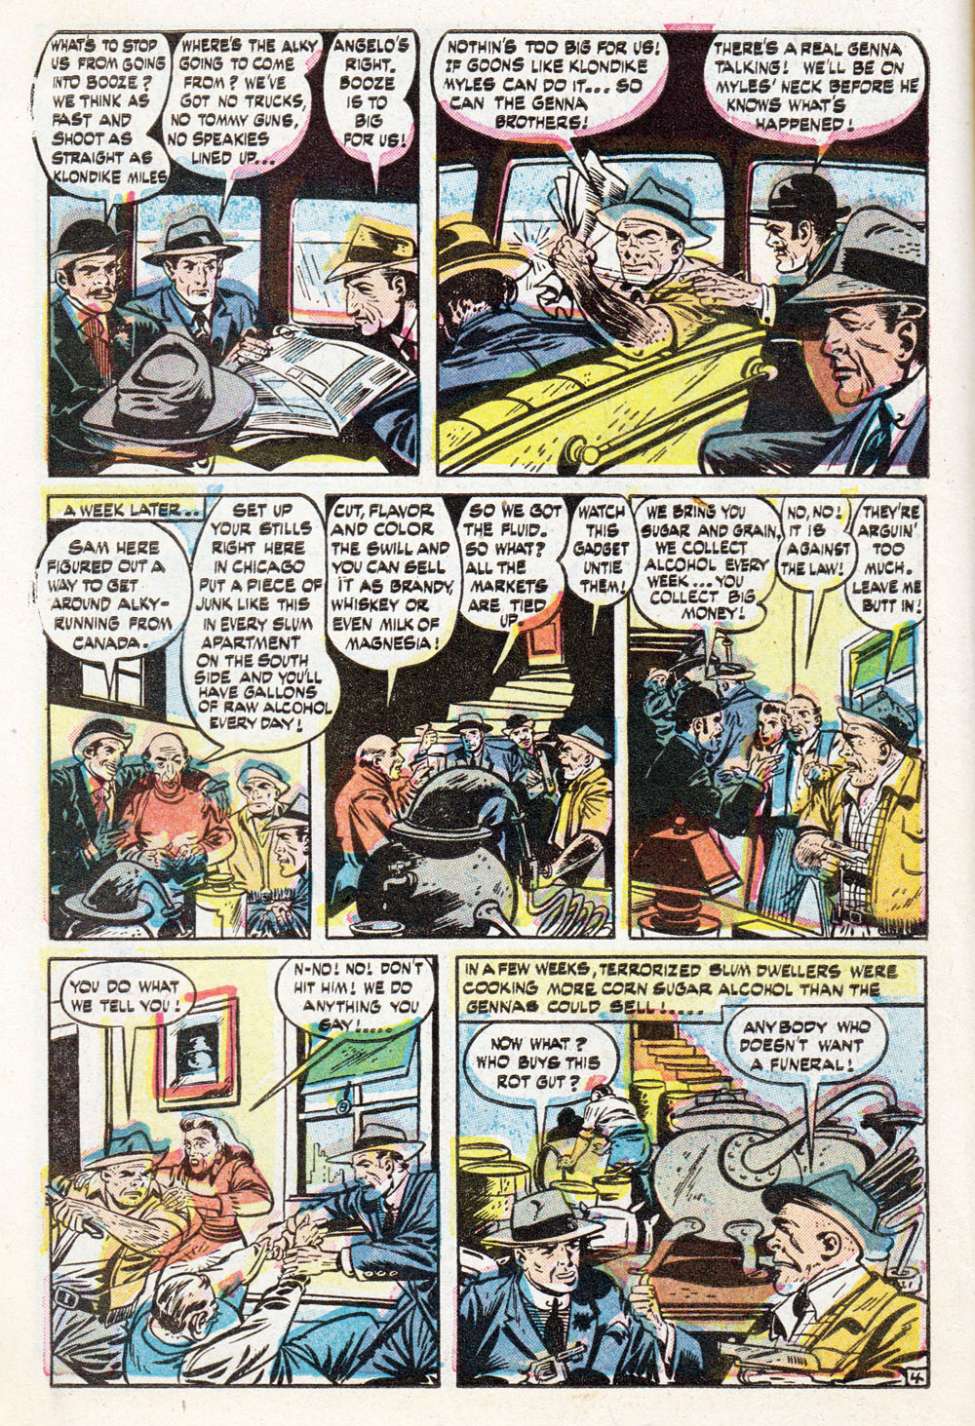 WHAT'S TO STOP
US FROM GOING
INTO BOOZE?
WE THINK AS
FAST AND
SHOOT AS
STRAIGHT AS
KLONDIKE MILES
WHERE'S THE ALKY
GOING TO COME
FROM? WE'VE
GOT NO TRUCKS,
NO TOMMY GUNS,
NO SPEAKIES
LINED UP...
ANGELO'S
RIGHT.
BOOZE
IS TO
BIG
FOR US!
NOTHIN'S TOO BIG FOR US!
IF GOONS LIKE KLONDIKE
MYLES CAN DO IT... SO
CAN THE GENNA
BROTHERS!
THERE'S A REAL GENNA
TALKING! WE'LL BE ON
MYLES' NECK BEFORE HE
KNOWS WHAT'S
HAPPENED!
A WEEK LATER...
SAM HERE
FIGURED OUT A
WAY TO GET
AROUND ALKY-
RUNNING FROM
CANADA.
SET UP
YOUR STILLS
RIGHT HERE
IN CHICAGO
PUT A PIECE OF
JUNK LIKE THIS
IN EVERY SLUM
APARTMENT
ON THE SOUTH
SIDE AND YOU'LL
HAVE GALLONS
OF RAW ALCOHOL
EVERY DAY!
CUT, FLAVOR
AND COLOR
THE SWILL AND
YOU CAN SELL
IT AS BRANDY,
WHISKEY OR
EVEN MILK OF
MAGNESIA!
SO WE GOT
THE FLUID.
SO WHAT?
ALL THE
MARKETS
ARE TIED
UP.
WATCH
THIS
GADGET
UNTIE
THEM!
WE BRING YOU
SUGAR AND GRAIN,
WE COLLECT
ALCOHOL EVERY
WEEK... YOU
COLLECT BIG
MONEY!
NO, NO!
IT IS
AGAINST
THE LAW!
THEY'RE
ARGUIN'
TOO
MUCH.
LEAVE ME
BUTT IN!
YOU DO WHAT
WE TELL YOU!
N-NO! NO! DON'T
HIT HIM! WE DO
ANYTHING YOU
SAY!....
IN A FEW WEEKS, TERRORIZED SLUM DWELLERS WERE
COOKING MORE CORN SUGAR ALCOHOL THAN THE
GENNAS COULD SELL!.....
NOW WHAT?
WHO BUYS THIS
ROT GUT?
ANYBODY WHO
DOESN'T WANT
A FUNERAL!
4